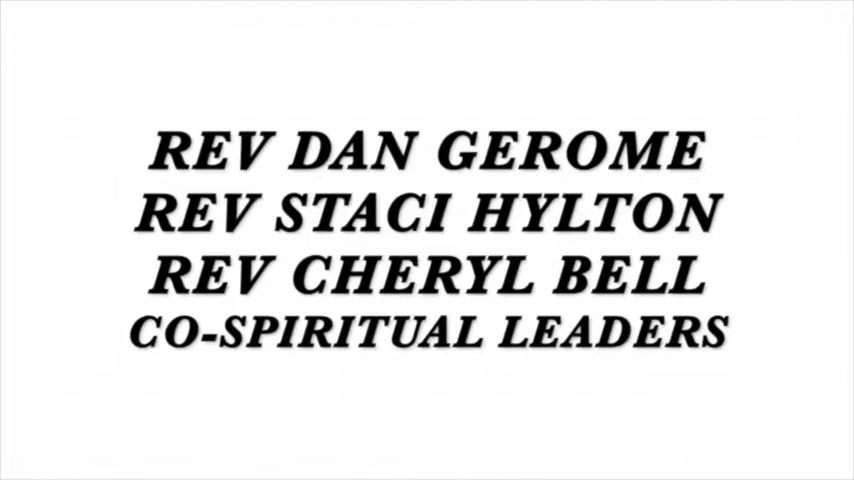 REV DAN GEROME
REV STACI HYLTON
REV CHERYL BELL
CO-SPIRITUAL LEADERS